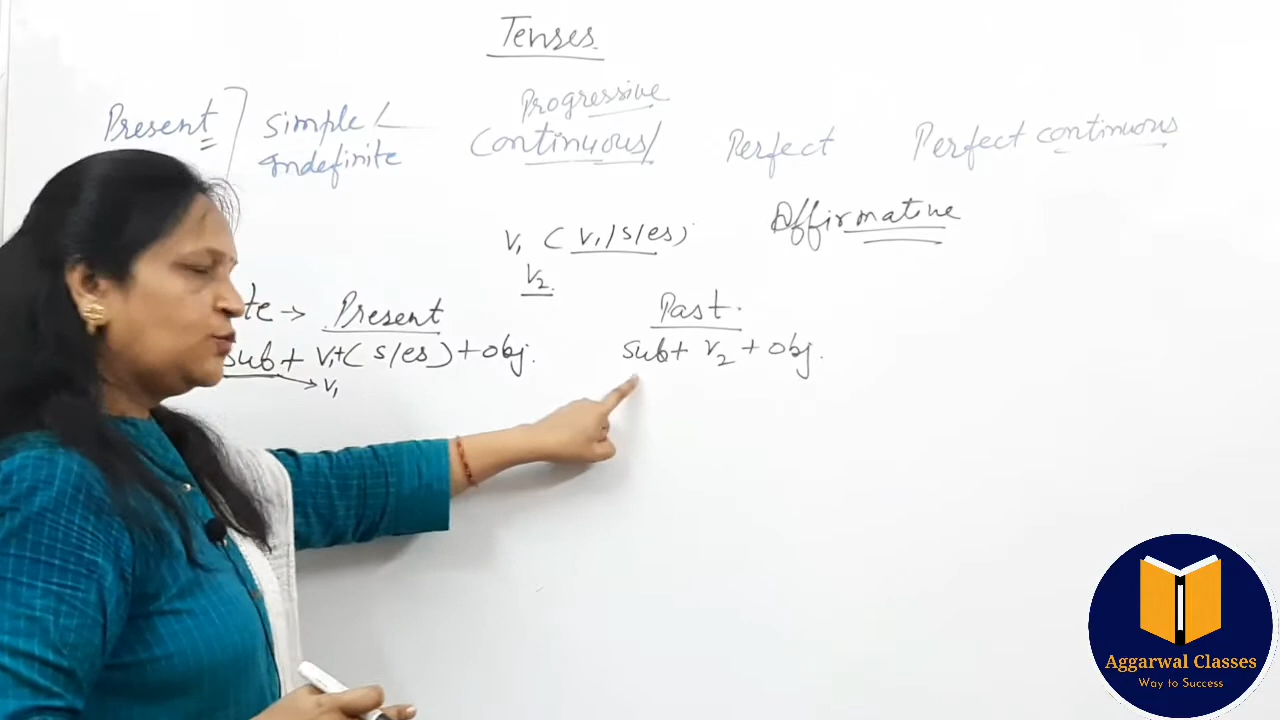 Tenses.
Present
simple/
Indefinite
Progressive
Continuous/
Perfect
Perfect continuous
Affirmative
V1 ( V1/s/es)
V2.
te → Present
sub + V1+( s/es) + obj.
→ V1
Past.
sub + V2 + obj.
Aggarwal Classes
Way to Success